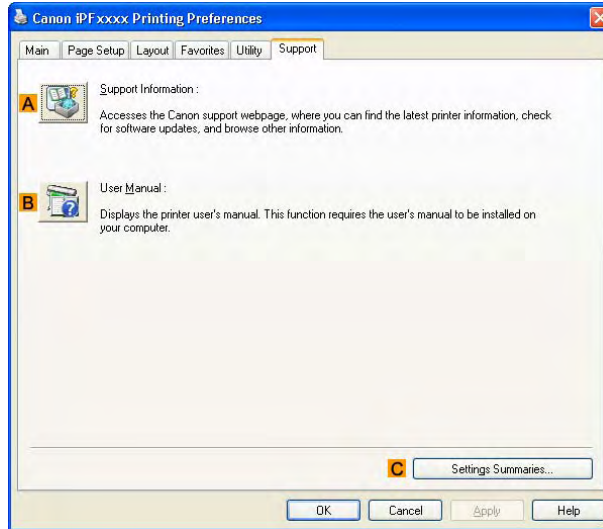 Canon iPFxxxx Printing Preferences
Main Page Setup Layout Favorites Utility Support
A
Support Information :
Accesses the Canon support webpage, where you can find the latest printer information, check
for software updates, and browse other information.
B
User Manual :
Displays the printer user's manual. This function requires the user's manual to be installed on
your computer.
C Settings Summaries...
OK Cancel Apply Help